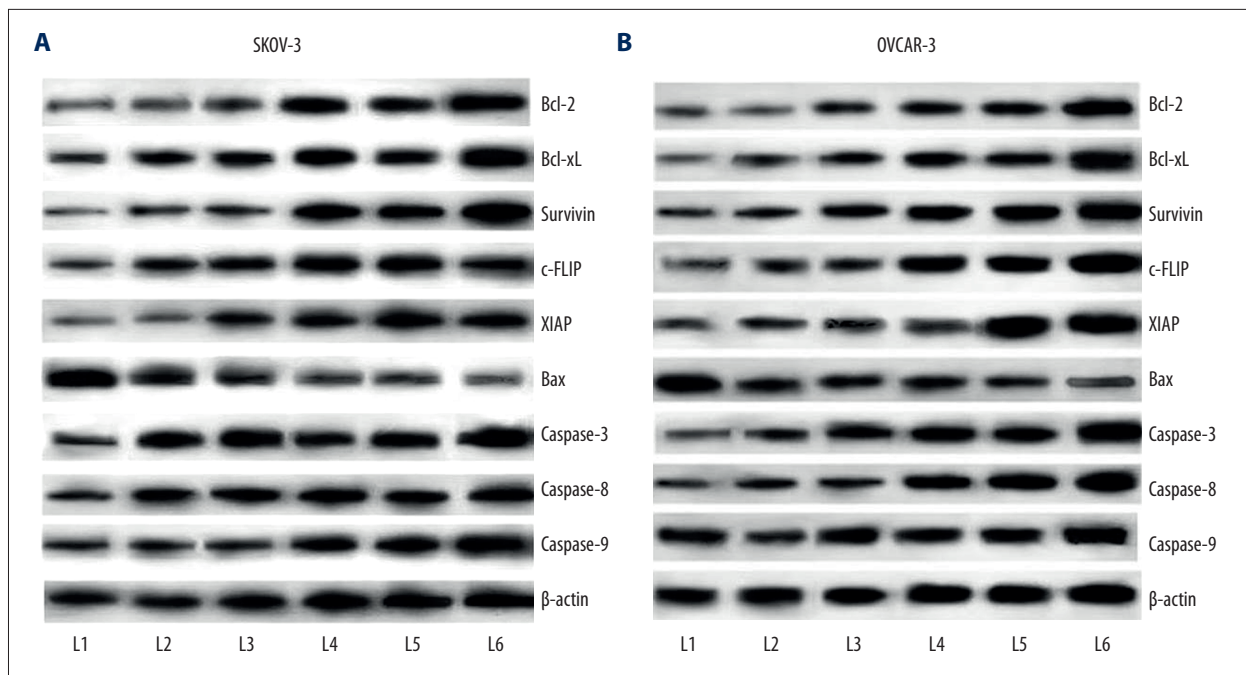 A SKOV-3
Bcl-2
Bcl-xL
Survivin
c-FLIP
XIAP
Bax
Caspase-3
Caspase-8
Caspase-9
β-actin
L1 L2 L3 L4 L5 L6
B OVCAR-3
Bcl-2
Bcl-xL
Survivin
c-FLIP
XIAP
Bax
Caspase-3
Caspase-8
Caspase-9
β-actin
L1 L2 L3 L4 L5 L6